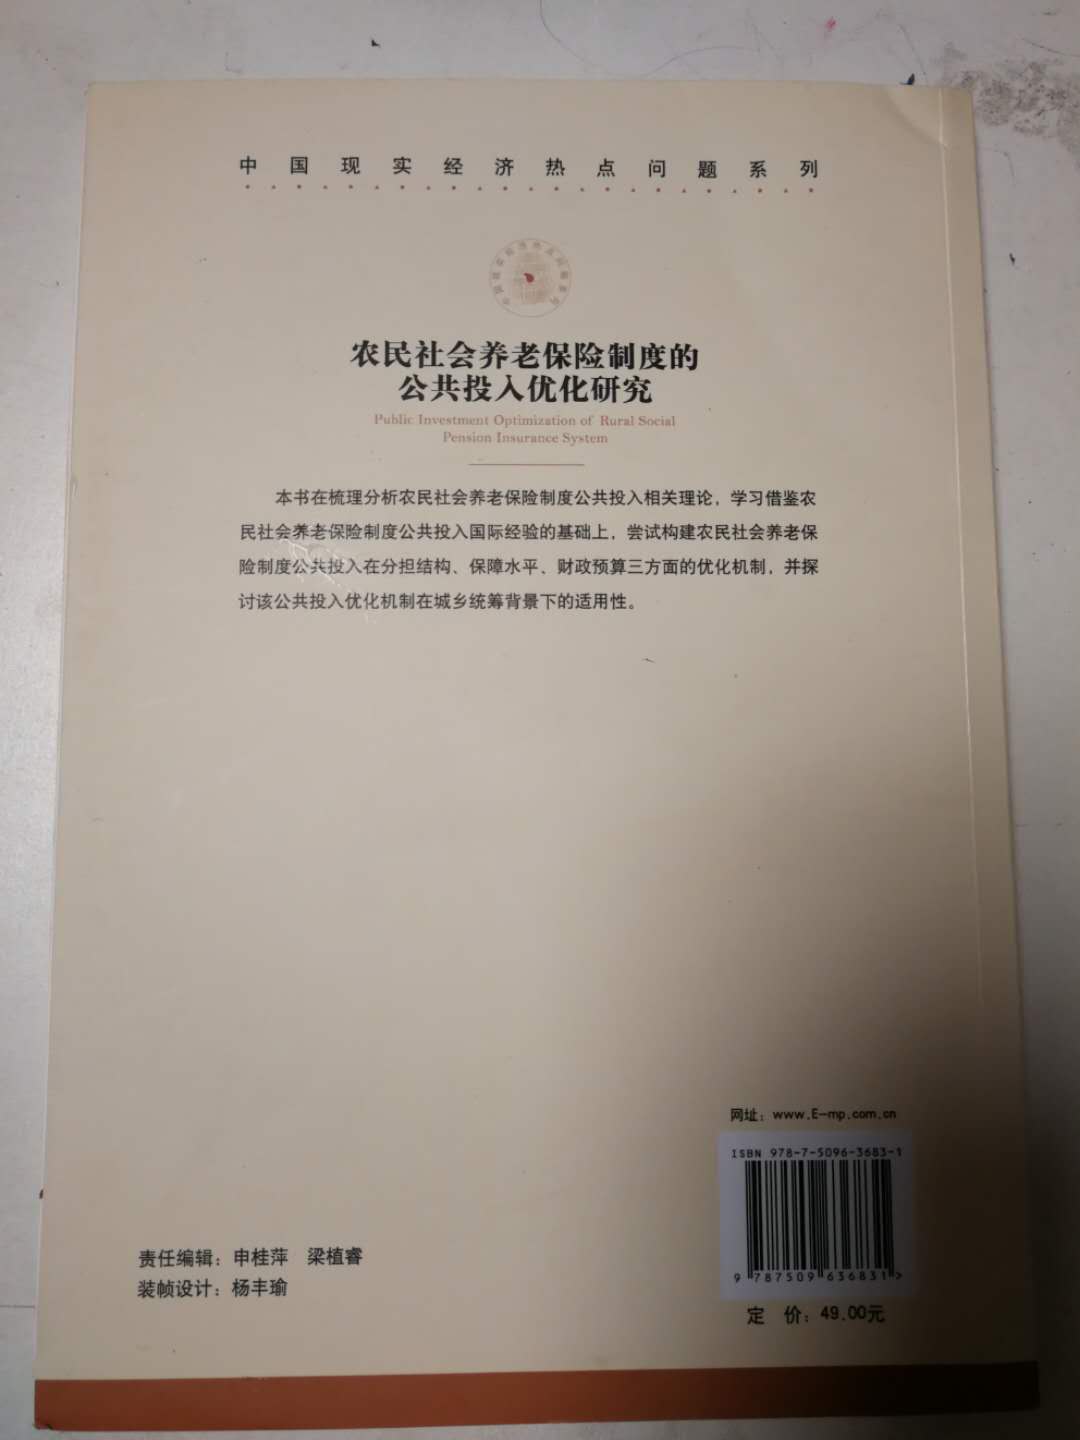 中国现实经济热点问题系列
农民社会养老保险制度的
公共投入优化研究
Public Investment Optimization of Rural Social
Pension Insurance System
本书在梳理分析农民社会养老保险制度公共投入相关理论，学习借鉴农
民社会养老保险制度公共投入国际经验的基础上，尝试构建农民社会养老保
险制度公共投入在分担结构、保障水平、财政预算三方面的优化机制，并探
讨该公共投入优化机制在城乡统筹背景下的适用性。
网址：www.E-mp.com.cn
ISBN 978-7-5096-3683-1
9 787509 636831>
定 价：49.00元
责任编辑：申桂萍 梁植睿
装帧设计：杨丰瑜